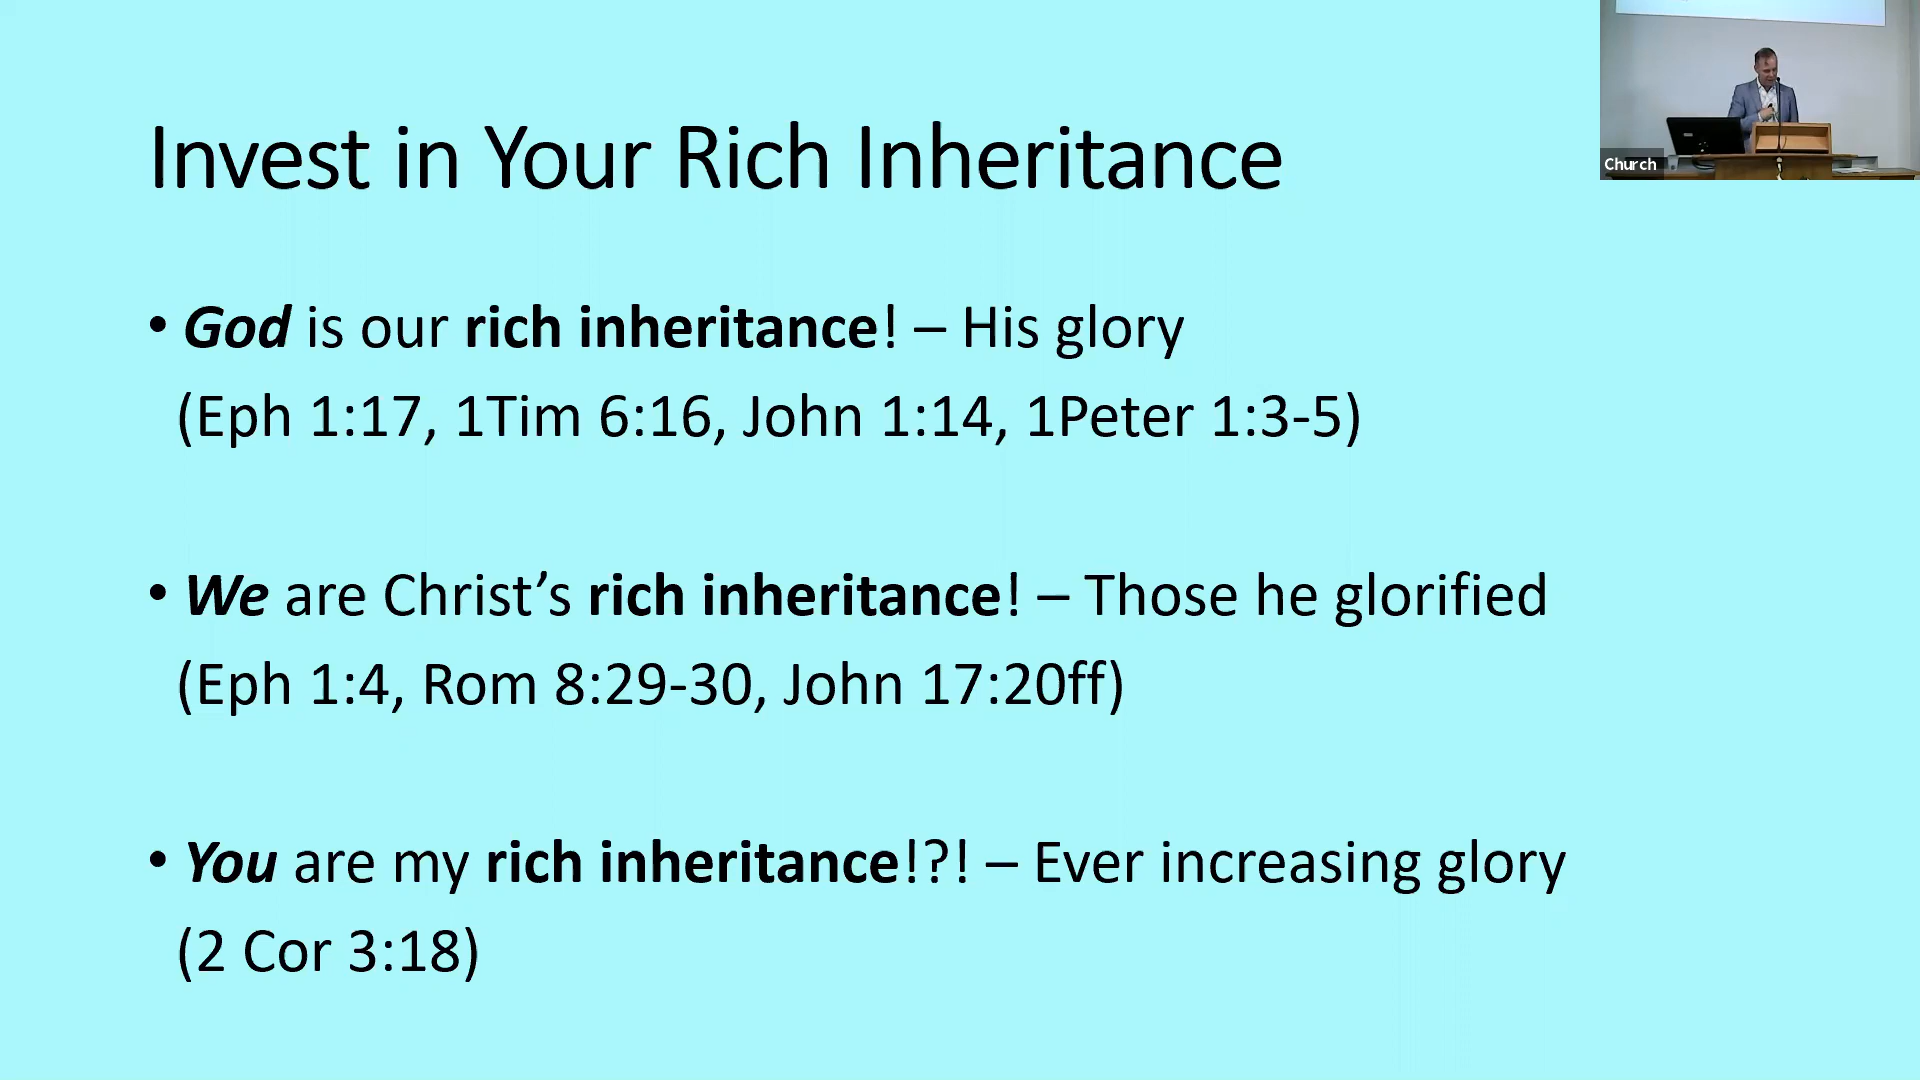 Invest in Your Rich Inheritance
• God is our rich inheritance! – His glory
(Eph 1:17, 1Tim 6:16, John 1:14, 1Peter 1:3-5)
• We are Christ’s rich inheritance! – Those he glorified
(Eph 1:4, Rom 8:29-30, John 17:20ff)
• You are my rich inheritance!?! – Ever increasing glory
(2 Cor 3:18)
Church